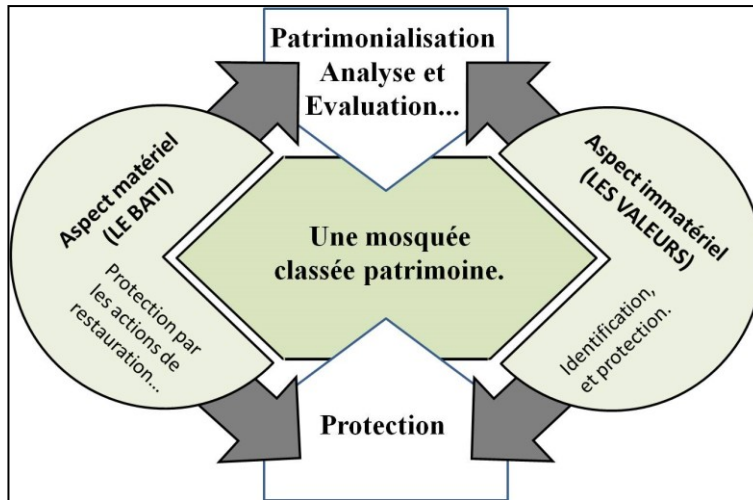 Patrimonialisation
Analyse et
Evaluation...
Aspect matériel
(LE BATI)
Protection par
les actions de
restauration...
Une mosquée
classée patrimoine.
Aspect immatériel
(LES VALEURS)
Identification,
et protection.
Protection